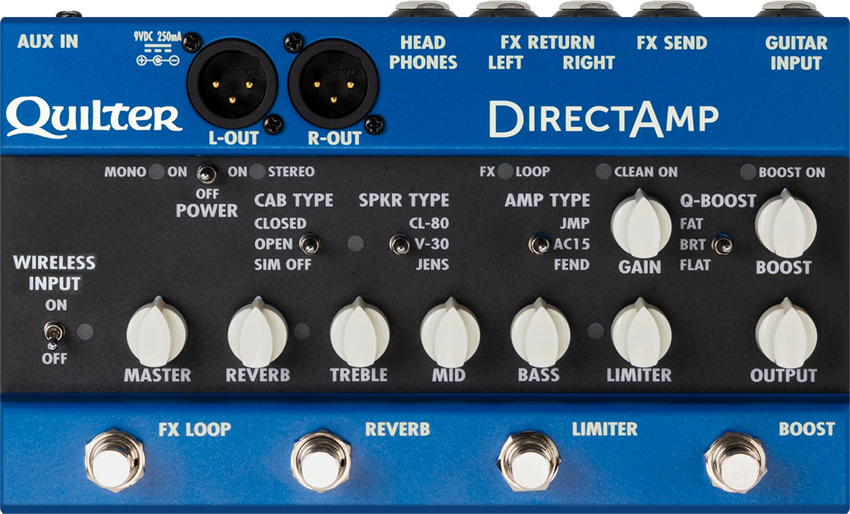 AUX IN
9VDC 250mA
HEAD
PHONES
FX RETURN
LEFT RIGHT
FX SEND
GUITAR
INPUT
QUILTER
L-OUT
R-OUT
DIRECTAMP
MONO ON
ON STEREO
OFF
POWER
FX LOOP
CLEAN ON
BOOST ON
CAB TYPE
CLOSED
OPEN
SIM OFF
SPKR TYPE
CL-80
V-30
JENS
AMP TYPE
JMP
AC15
FEND
GAIN
Q-BOOST
FAT
BRT
FLAT
BOOST
WIRELESS
INPUT
ON
OFF
MASTER
REVERB
TREBLE
MID
BASS
LIMITER
OUTPUT
FX LOOP
REVERB
LIMITER
BOOST